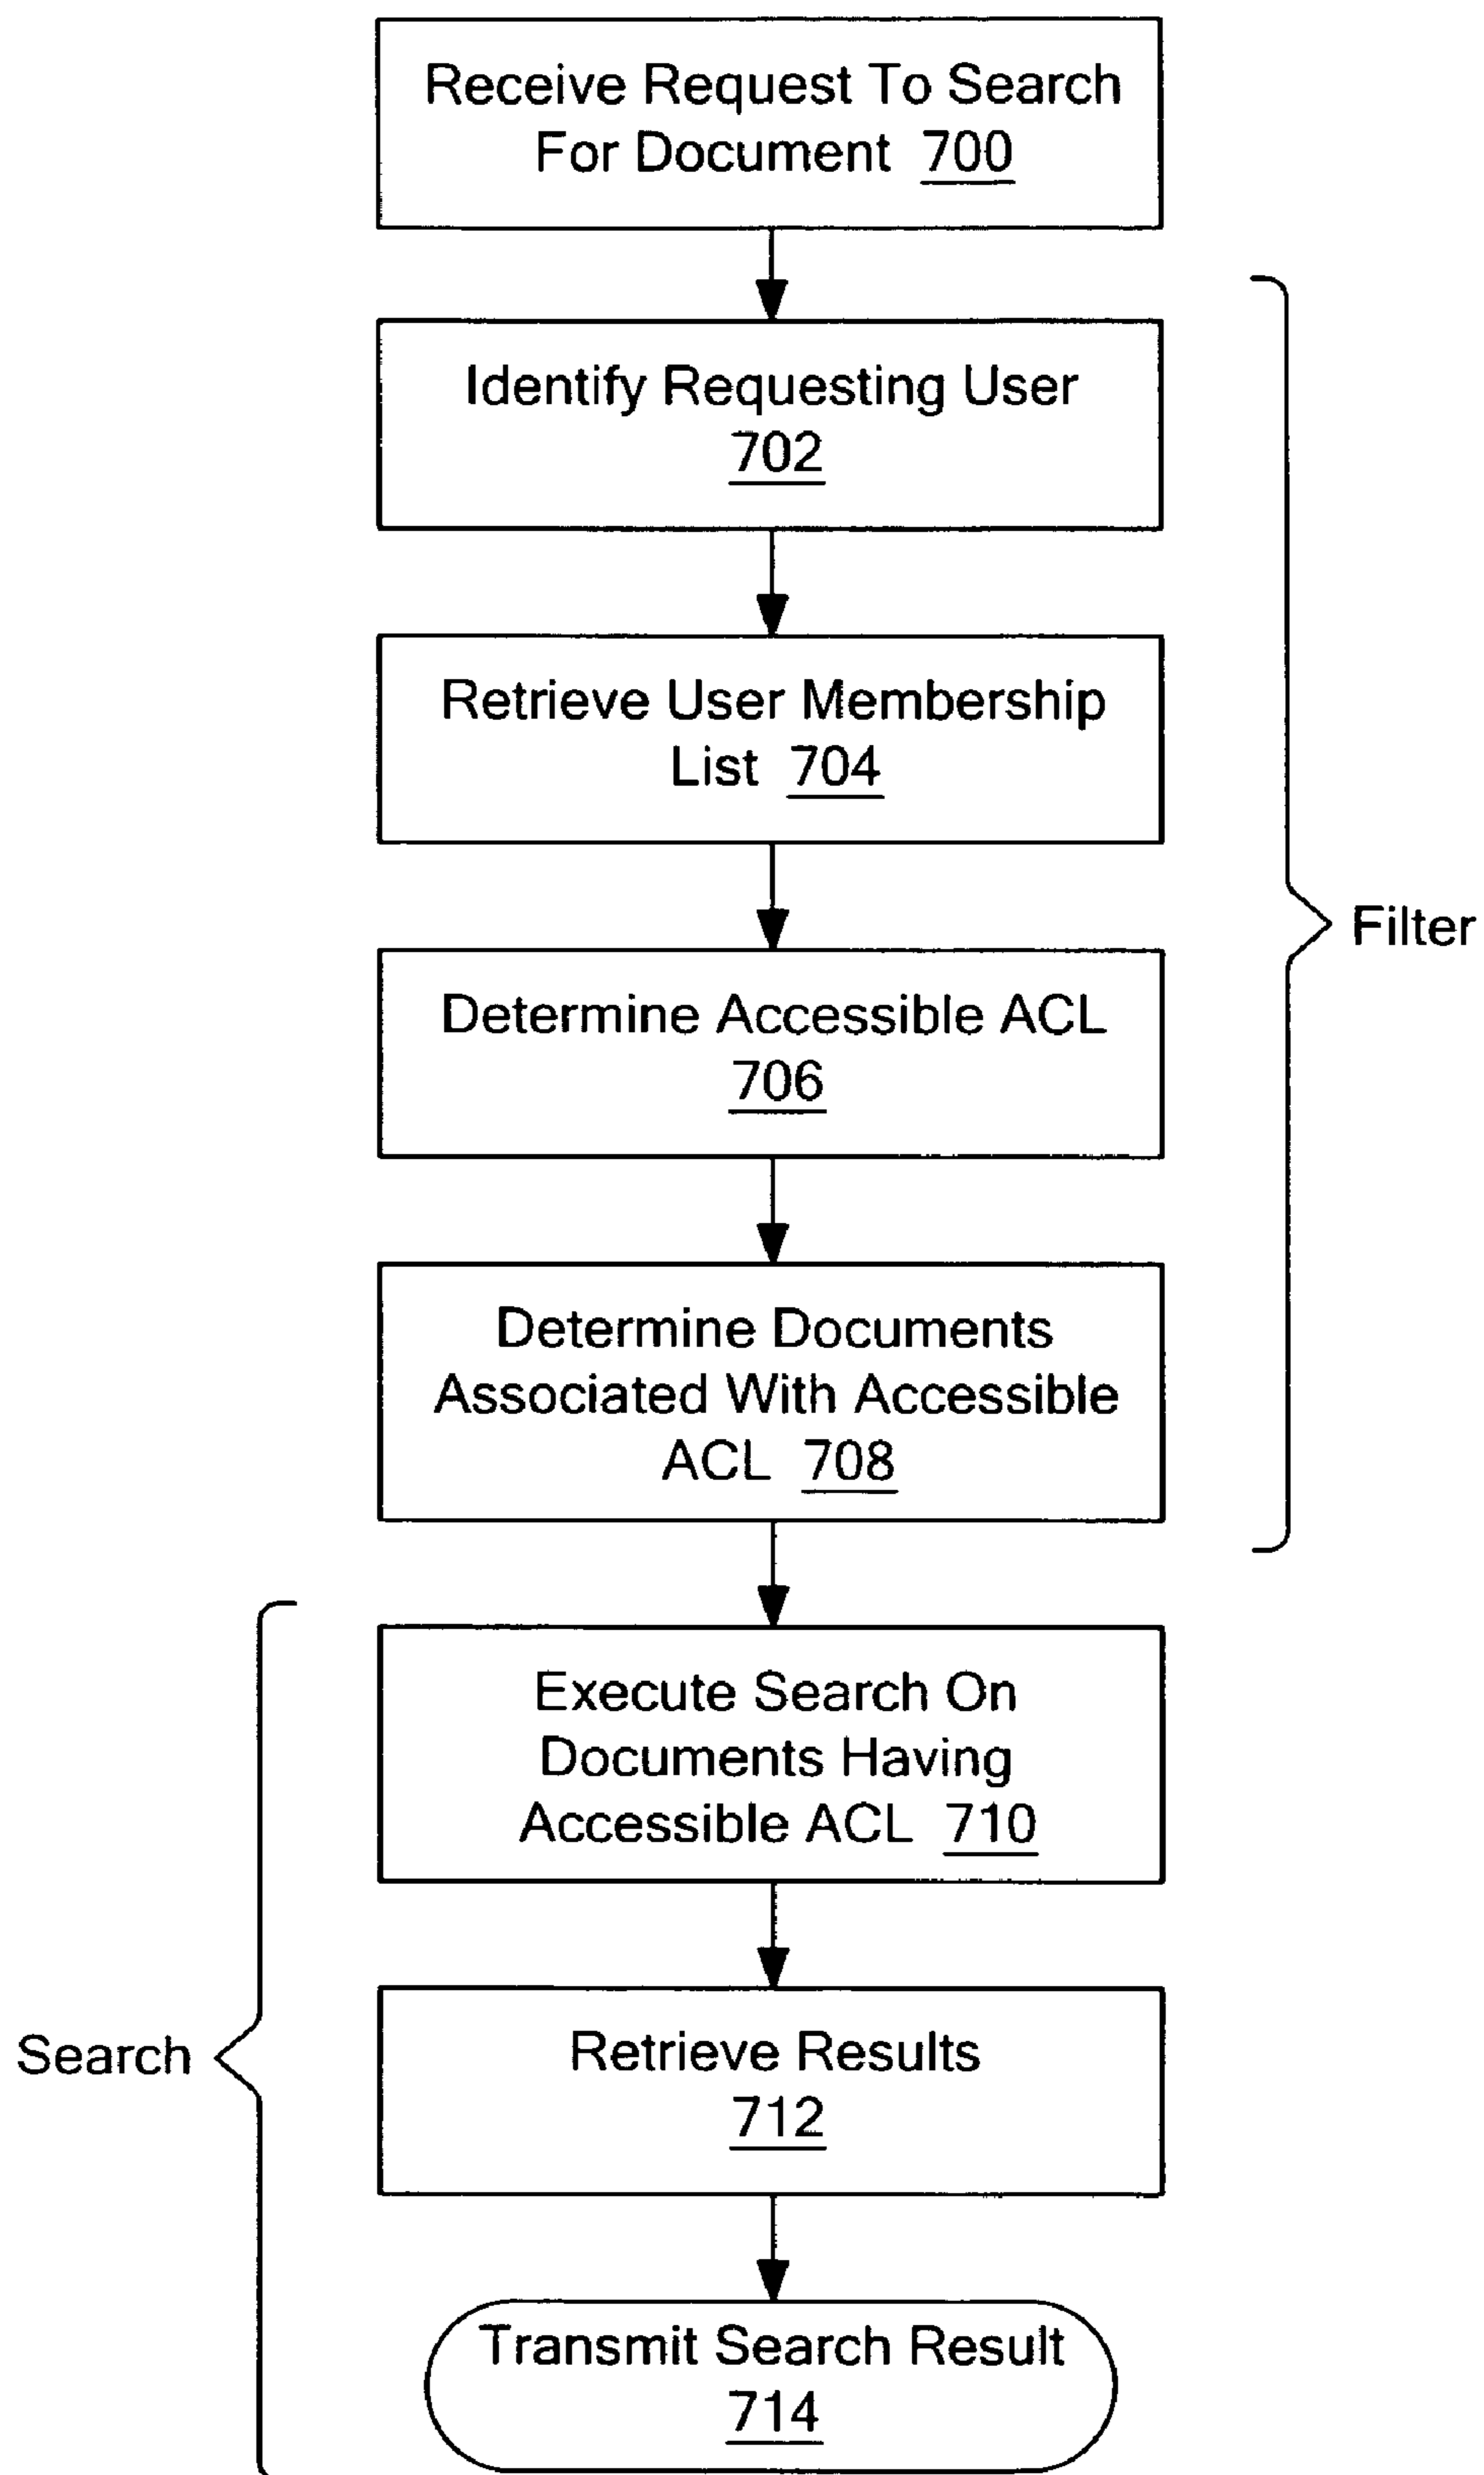 Receive Request To Search
For Document 700
Identify Requesting User
702
Retrieve User Membership
List 704
Determine Accessible ACL
706
Filter
Determine Documents
Associated With Accessible
ACL 708
Execute Search On
Documents Having
Accessible ACL 710
Retrieve Results
712
Search
Transmit Search Result
714